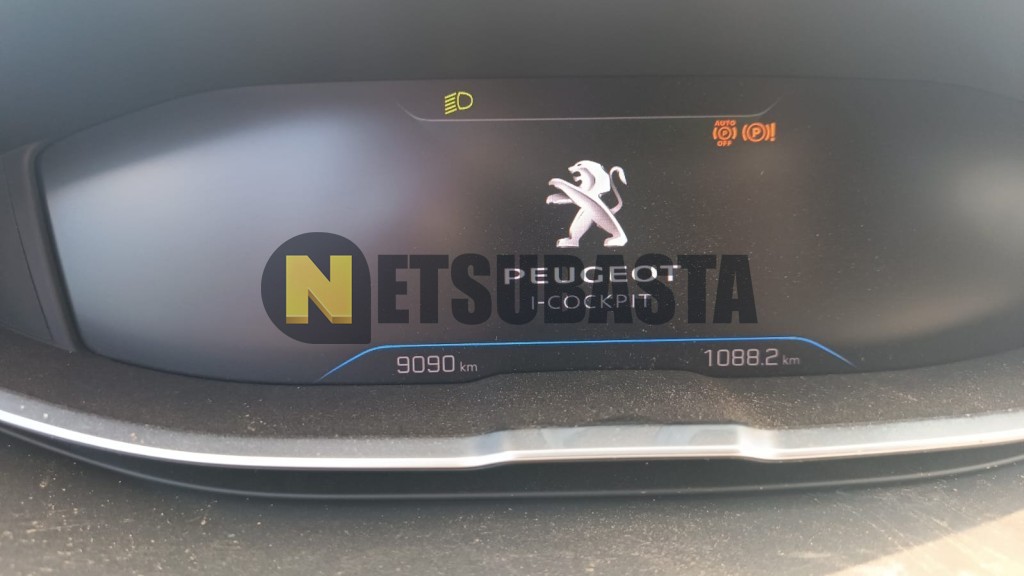 AUTO
P
OFF
P!
PEUGEOT
I-COCKPIT
NETSUBASTA
9090 km
1088.2 km